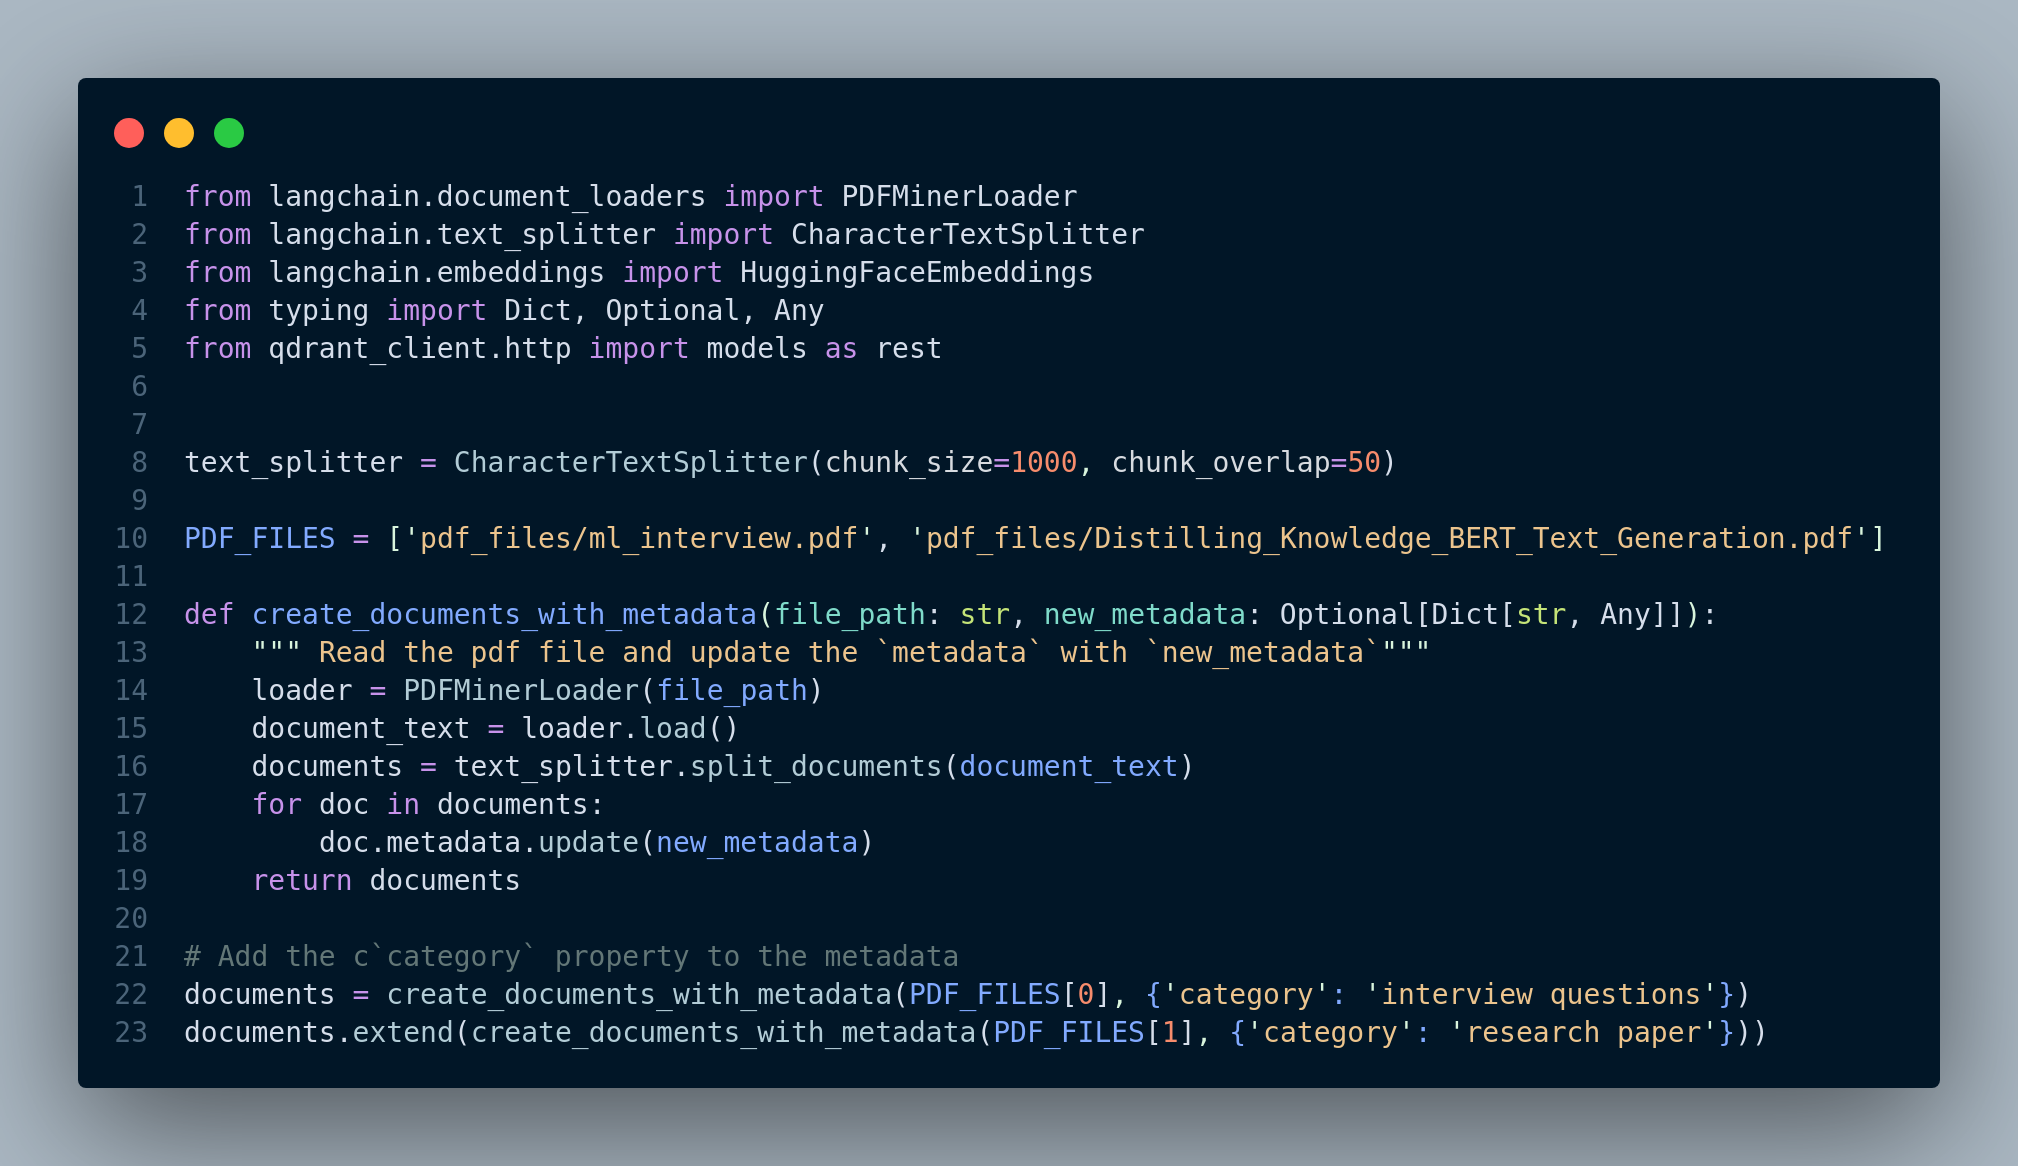 1 from langchain.document_loaders import PDFMinerLoader
2 from langchain.text_splitter import CharacterTextSplitter
3 from langchain.embeddings import HuggingFaceEmbeddings
4 from typing import Dict, Optional, Any
5 from qdrant_client.http import models as rest
6
7
8 text_splitter = CharacterTextSplitter(chunk_size=1000, chunk_overlap=50)
9
10 PDF_FILES = ['pdf_files/ml_interview.pdf', 'pdf_files/Distilling_Knowledge_BERT_Text_Generation.pdf']
11
12 def create_documents_with_metadata(file_path: str, new_metadata: Optional[Dict[str, Any]]):
13     """ Read the pdf file and update the `metadata` with `new_metadata`"""
14     loader = PDFMinerLoader(file_path)
15     document_text = loader.load()
16     documents = text_splitter.split_documents(document_text)
17     for doc in documents:
18         doc.metadata.update(new_metadata)
19     return documents
20
21 # Add the c`category` property to the metadata
22 documents = create_documents_with_metadata(PDF_FILES[0], {'category': 'interview questions'})
23 documents.extend(create_documents_with_metadata(PDF_FILES[1], {'category': 'research paper'}))